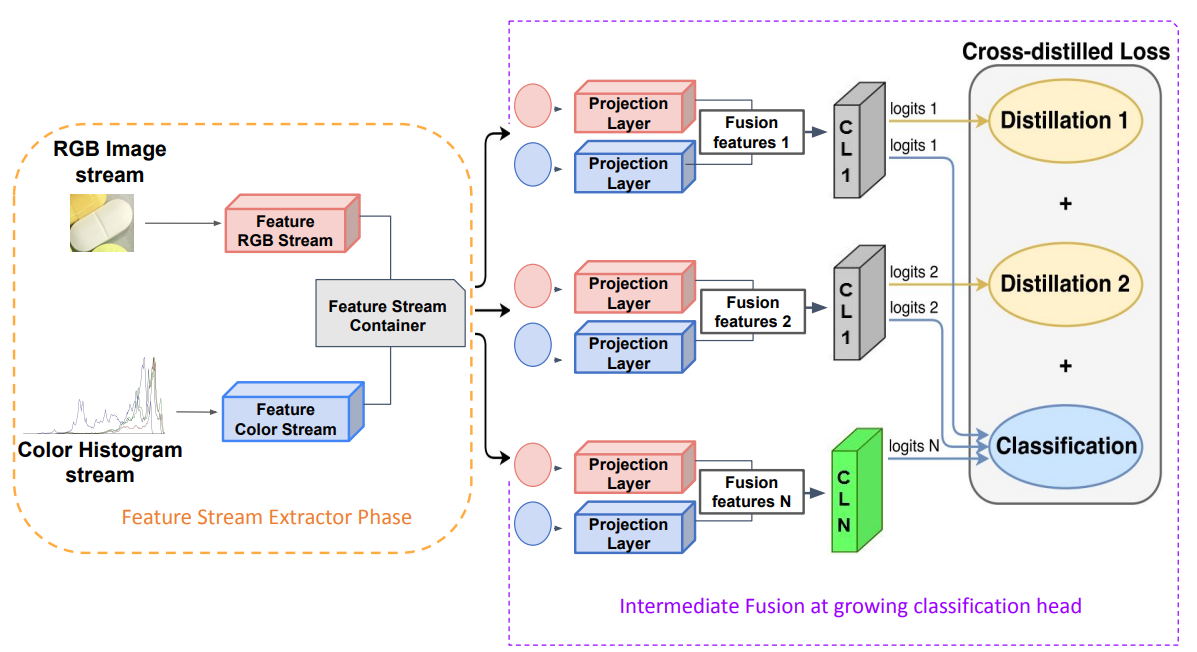 RGB Image
stream
Feature
RGB Stream
Feature Stream
Container
Feature
Color Stream
Color Histogram
stream
Feature Stream Extractor Phase
Projection
Layer
Projection
Layer
Fusion
features 1
C
L
1
logits 1
logits 1
Projection
Layer
Projection
Layer
Fusion
features 2
C
L
1
logits 2
logits 2
Projection
Layer
Projection
Layer
Fusion
features N
C
L
N
logits N
Cross-distilled Loss
Distillation 1
+
Distillation 2
+
Classification
Intermediate Fusion at growing classification head